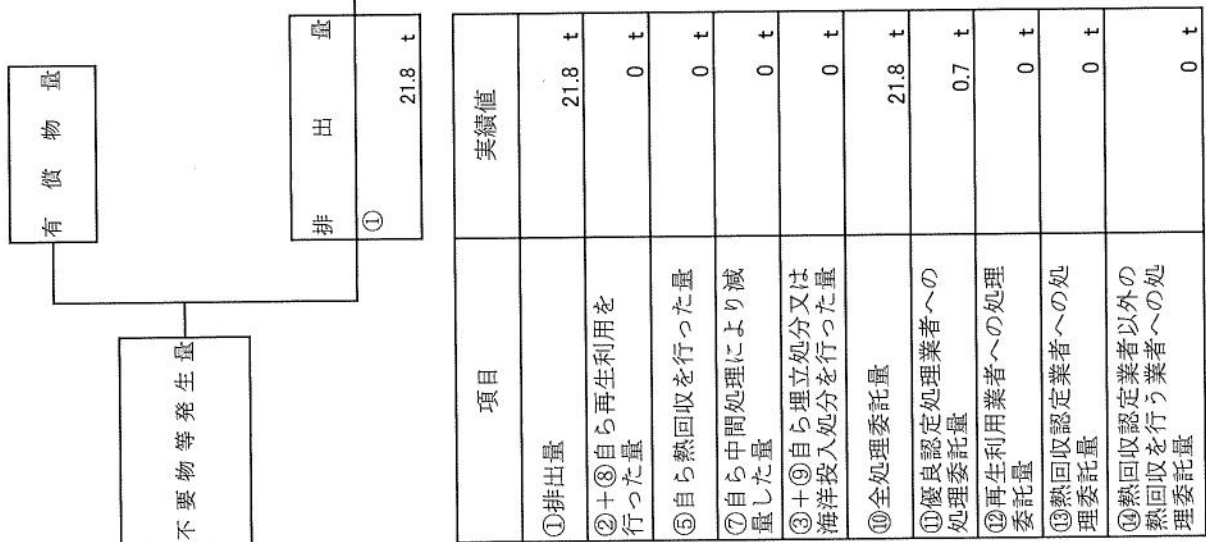 有償物量
不要物等発生量
排出量
①
21.8 t
項目 実績値
①排出量 21.8 t
②+⑧自ら再生利用を
行った量 0 t
⑤自ら熱回収を行った量 0 t
⑦自ら中間処理により減
量した量 0 t
③+⑨自ら埋立処分又は
海洋投入処分を行った量 0 t
⑩全処理委託量 21.8 t
⑪優良認定処理業者への
処理委託量 0.7 t
⑫再生利用業者への処理
委託量 0 t
⑬熱回収認定業者への処
理委託量 0 t
⑭熱回収認定業者以外の
熱回収を行う業者への処
理委託量 0 t